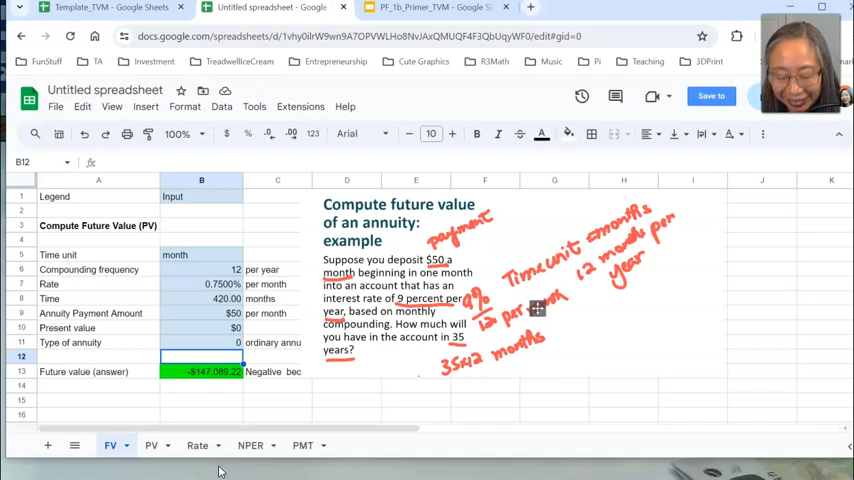 Template_TVM - Google Sheets
Untitled spreadsheet - Google S
PF_1b_Primer_TVM - Google Sl
docs.google.com/spreadsheets/d/1vhy0ilrW9wn9A7OPVLHo8NvJAxQMUQF4F3QbUqyWF0/edit#gid=0
FunStuff TA Investment TreadwellIceCream Education Cute Graphics R3Math Music Pi Teaching 3DPrint
Untitled spreadsheet
File Edit View Insert Format Data Tools Extensions Help
Save to
100% $ % .0 .00 123 Arial 10 B I A
B12 fx
A B C D E F G H I J K
1 Legend Input
2
3 Compute Future Value (PV)
4
5 Time unit month
6 Compounding frequency 12 per year
7 Rate 0.7500% per month
8 Time 420.00 months
9 Annuity Payment Amount $50 per month
10 Present value $0
11 Type of annuity 0 ordinary annu
12
13 Future value (answer) -$147,089.22 Negative bec
14
15
16
Compute future value
of an annuity:
example
Suppose you deposit $50 a
month beginning in one month
into an account that has an
interest rate of 9 percent per
year, based on monthly
compounding. How much will
you have in the account in 35
years?
payment
Time unit = months
12 months per
year
9%
12 per
35x12 months
FV PV Rate NPER PMT